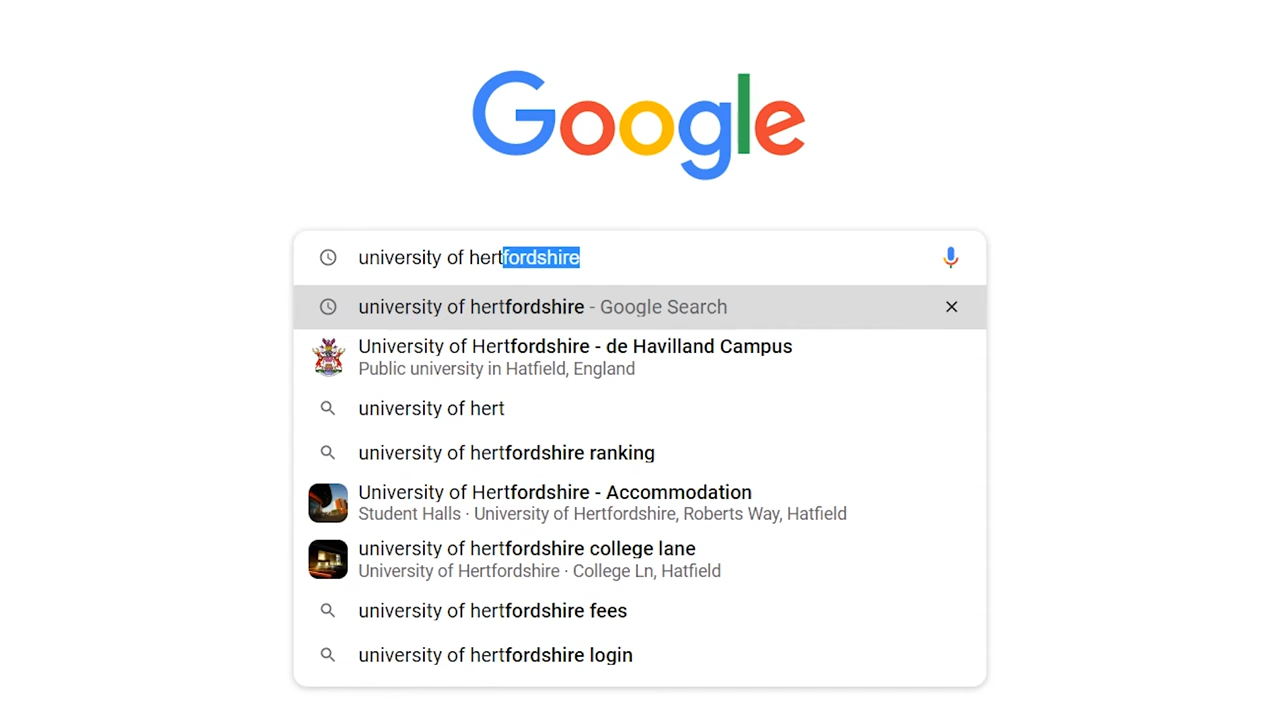 Google
university of hertfordshire
university of hertfordshire - Google Search
University of Hertfordshire - de Havilland Campus
Public university in Hatfield, England
university of hert
university of hertfordshire ranking
University of Hertfordshire - Accommodation
Student Halls · University of Hertfordshire, Roberts Way, Hatfield
university of hertfordshire college lane
University of Hertfordshire · College Ln, Hatfield
university of hertfordshire fees
university of hertfordshire login